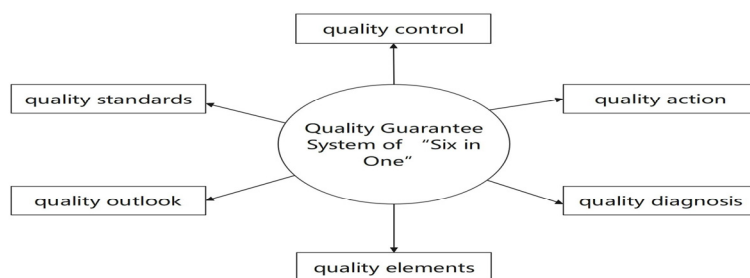 quality control
quality standards
quality action
Quality Guarantee
System of “Six in
One”
quality outlook
quality diagnosis
quality elements